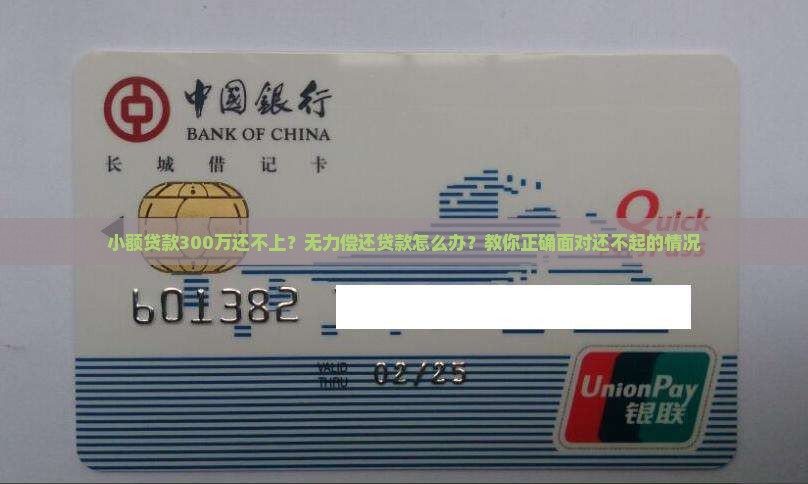 中国銀行
BANK OF CHINA
长城借记卡
Quick
小额贷款300万还不上？无力偿还贷款怎么办？教你正确面对还不起的情况
601382
VALID
THRU
02/25
UnionPay
银联